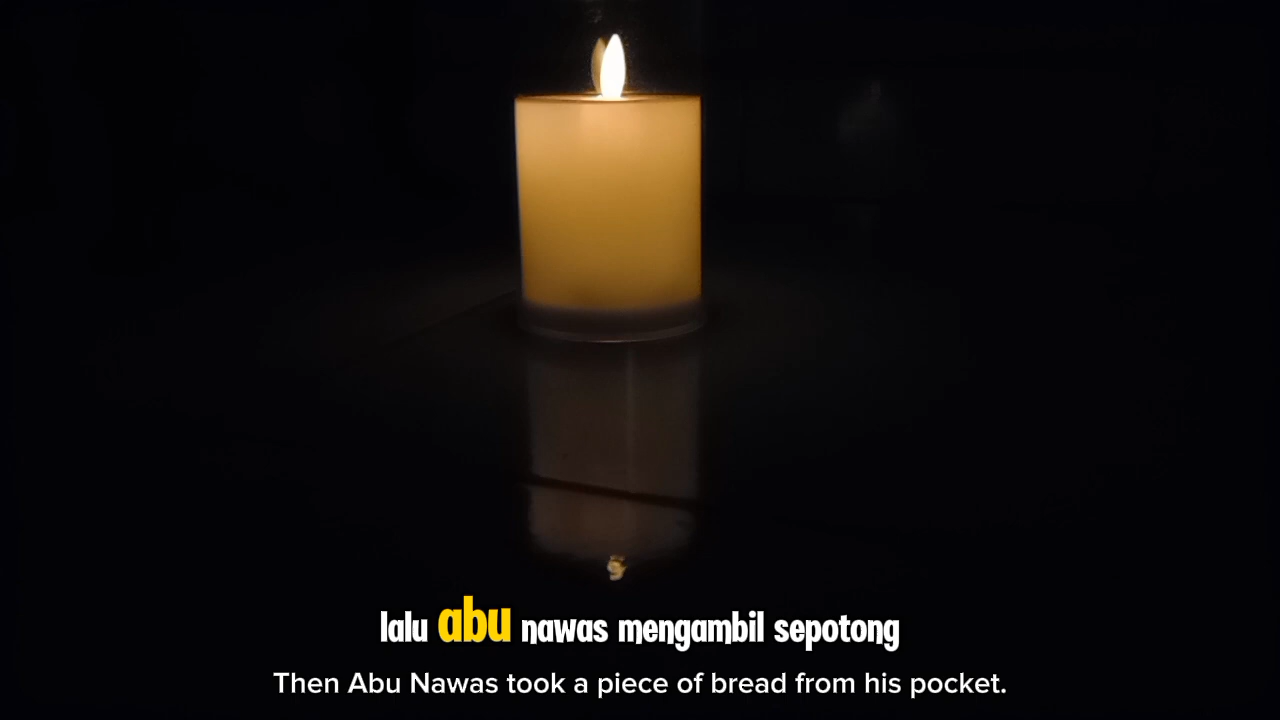 lalu abu nawas mengambil sepotong
Then Abu Nawas took a piece of bread from his pocket.